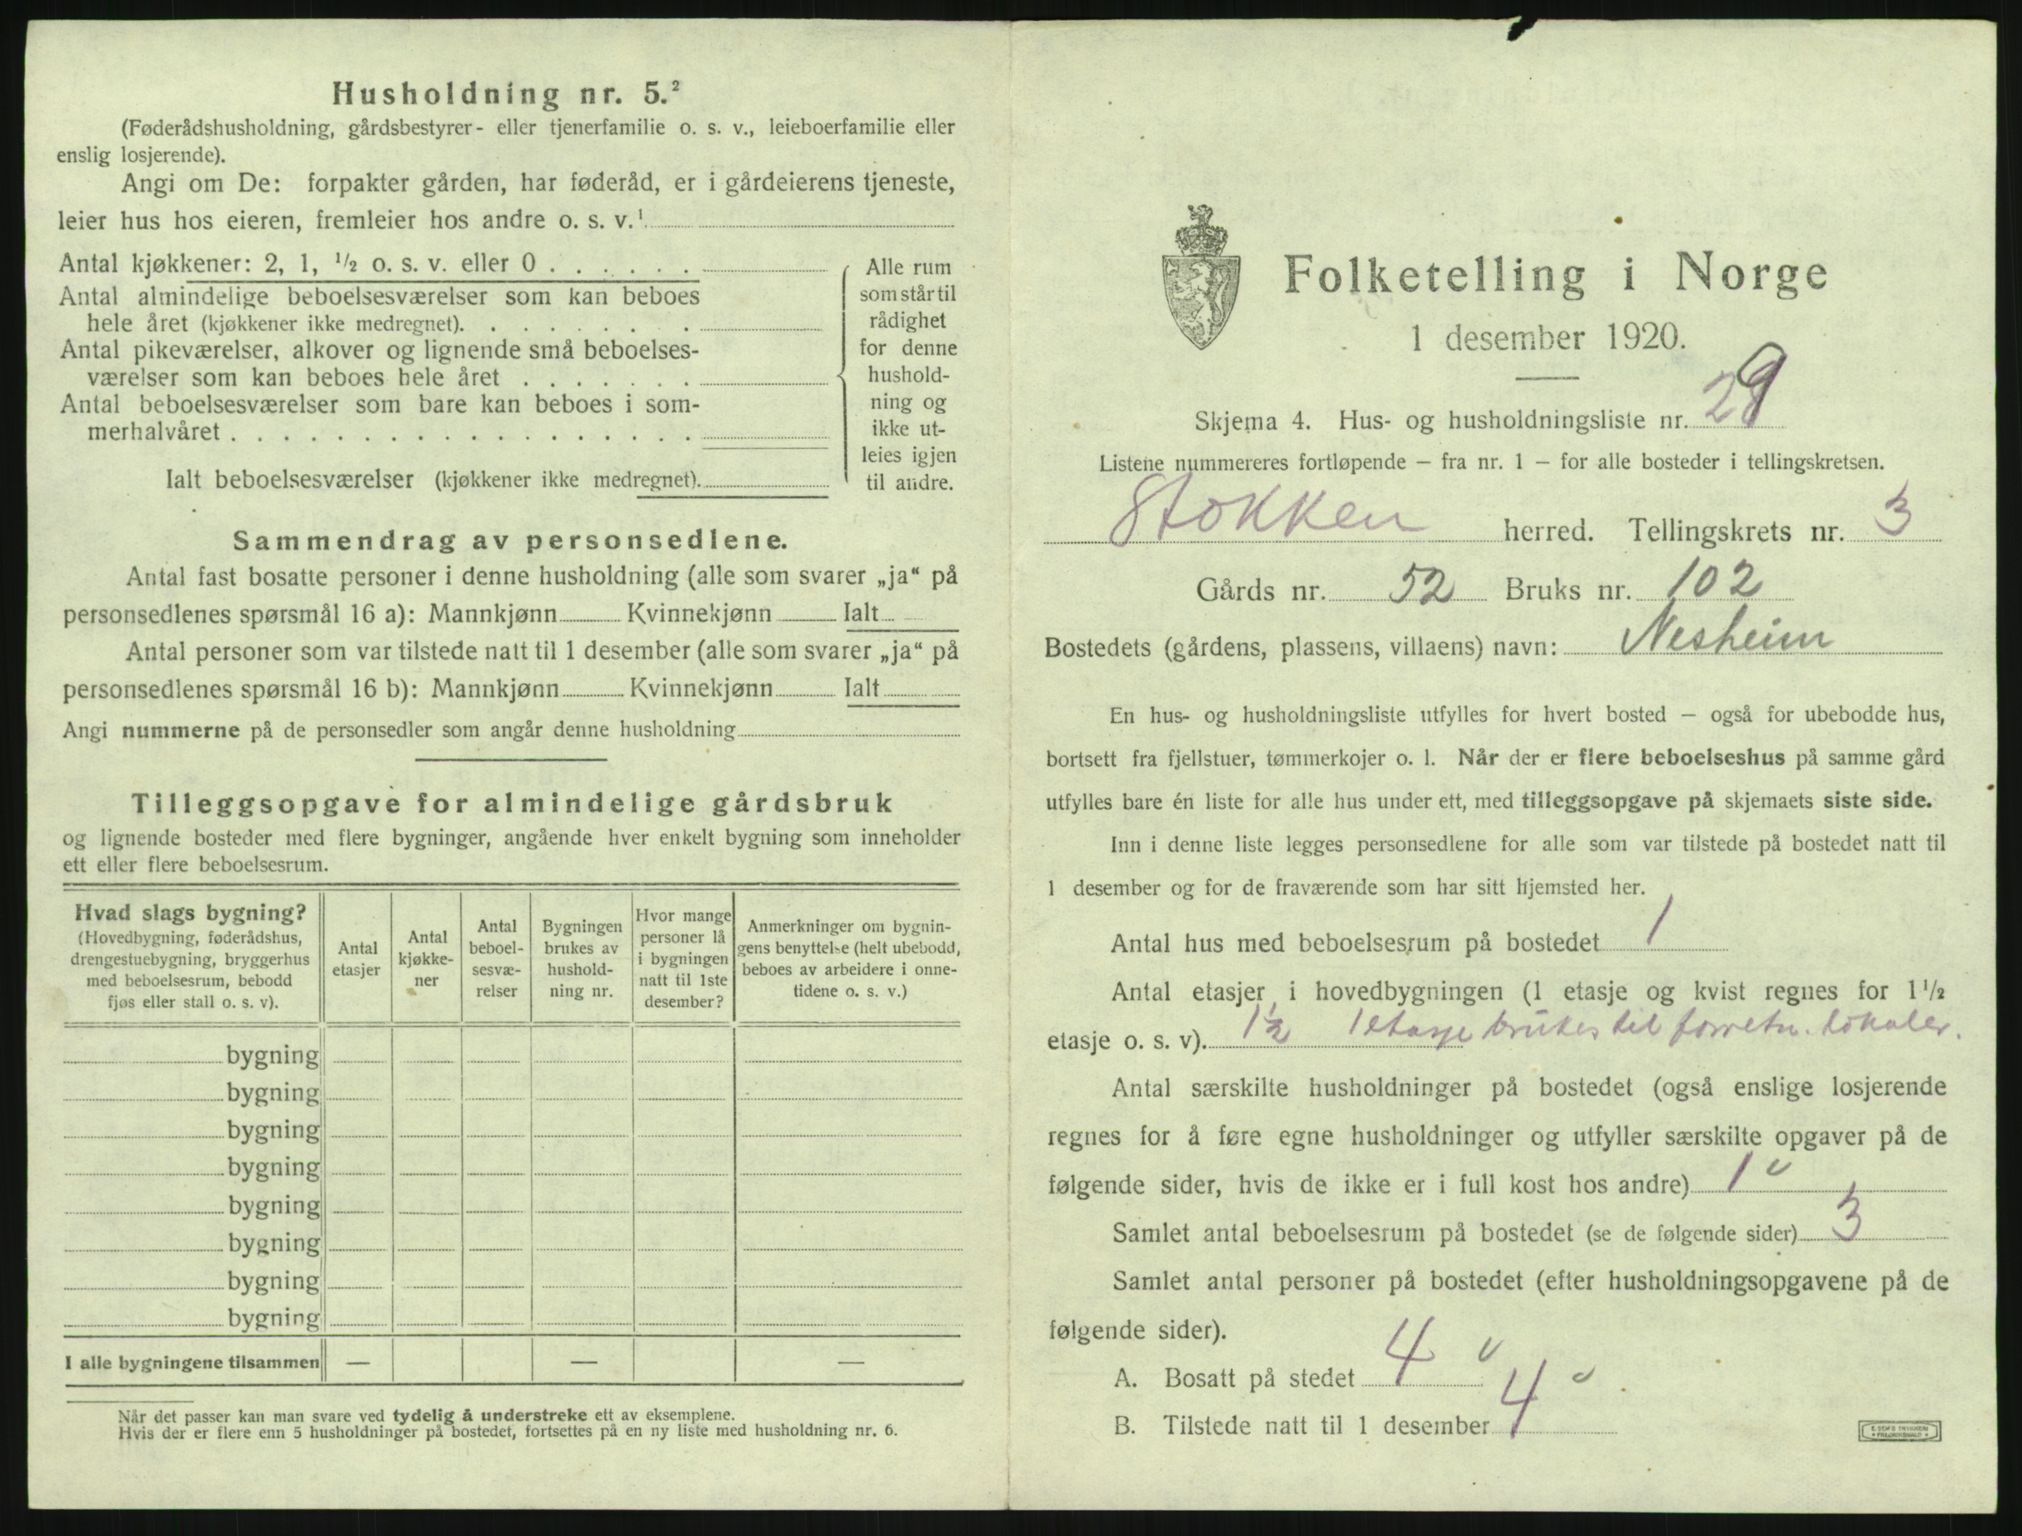 Husholdning nr. 5.²
(Føderådshusholdning, gårdsbestyrer- eller tjenerfamilie o. s. v., leieboerfamilie eller
enslig losjerende).
Angi om De: forpakter gården, har føderåd, er i gårdeierens tjeneste,
leier hus hos eieren, fremleier hos andre o. s. v.¹
Antal kjøkkener: 2, 1, ½ o. s. v. eller 0 . . . . . .
Antal almindelige beboelsesværelser som kan beboes
hele året (kjøkkener ikke medregnet). . . . . . . .
Antal pikeværelser, alkover og lignende små beboelses-
værelser som kan beboes hele året . . . . . . .
Antal beboelsesværelser som bare kan beboes i som-
merhalvåret . . . . . . . . . . . . . . . . . .
Ialt beboelsesværelser (kjøkkener ikke medregnet).
Alle rum
som står til
rådighet
for denne
hushold-
ning og
ikke ut-
leies igjen
til andre.
Sammendrag av personsedlene.
Antal fast bosatte personer i denne husholdning (alle som svarer „ja“ på
personsedlenes spørsmål 16 a): Mannkjønn Kvinnekjønn Ialt
Antal personer som var tilstede natt til 1 desember (alle som svarer „ja“ på
personsedlenes spørsmål 16 b): Mannkjønn Kvinnekjønn Ialt
Angi nummerne på de personsedler som angår denne husholdning
Tilleggsopgave for almindelige gårdsbruk
og lignende bosteder med flere bygninger, angående hver enkelt bygning som inneholder
ett eller flere beboelsesrum.
Hvad slags bygning?
(Hovedbygning, føderådshus,
drengestuebygning, bryggerhus
med beboelsesrum, bebodd
fjøs eller stall o. s. v).
Antal
etasjer
Antal
kjøkke-
ner
Antal
beboel-
sesvæ-
relser
Bygningen
brukes av
hushold-
ning nr.
Hvor mange
personer lå
i bygningen
natt til 1ste
desember?
Anmerkninger om bygnin-
gens benyttelse (helt ubebodd,
beboes av arbeidere i onne-
tidene o. s. v.)
bygning
bygning
bygning
bygning
bygning
bygning
bygning
bygning
I alle bygningene tilsammen — — —
Når det passer kan man svare ved tydelig å understreke ett av eksemplene.
Hvis der er flere enn 5 husholdninger på bostedet, fortsettes på en ny liste med husholdning nr. 6.
Folketelling i Norge
1 desember 1920.
Skjema 4. Hus- og husholdningsliste nr. 29
Listene nummereres fortløpende – fra nr. 1 – for alle bosteder i tellingskretsen.
Stokken herred. Tellingskrets nr. 3
Gårds nr. 52 Bruks nr. 102
Bostedets (gårdens, plassens, villaens) navn: Nesheim
En hus- og husholdningsliste utfylles for hvert bosted – også for ubebodde hus,
bortsett fra fjellstuer, tømmerkojer o. l. Når der er flere beboelseshus på samme gård
utfylles bare én liste for alle hus under ett, med tilleggsopgave på skjemaets siste side.
Inn i denne liste legges personsedlene for alle som var tilstede på bostedet natt til
1 desember og for de fraværende som har sitt hjemsted her.
Antal hus med beboelsesrum på bostedet 1
Antal etasjer i hovedbygningen (1 etasje og kvist regnes for 1½
etasje o. s. v). 1½ 1 etasje brukes til forretn. lokaler.
Antal særskilte husholdninger på bostedet (også enslige losjerende
regnes for å føre egne husholdninger og utfyller særskilte opgaver på de
følgende sider, hvis de ikke er i full kost hos andre) 1
Samlet antal beboelsesrum på bostedet (se de følgende sider) 3
Samlet antal personer på bostedet (efter husholdningsopgavene på de
følgende sider).
A. Bosatt på stedet 4
B. Tilstede natt til 1 desember 4